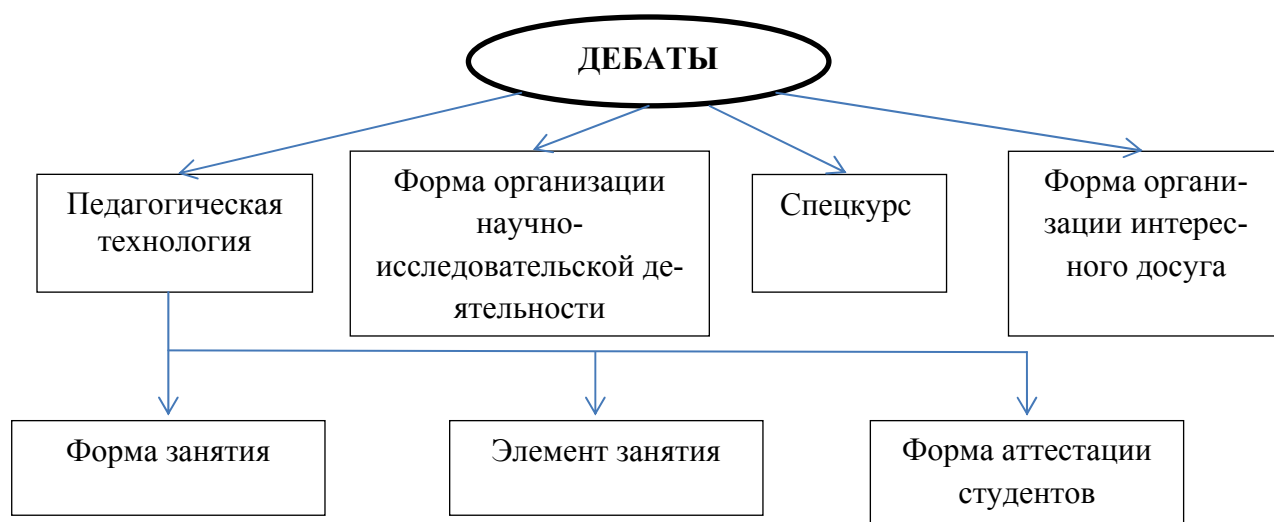 ДЕБАТЫ
Педагогическая
технология
Форма организации
научно-
исследовательской де-
ятельности
Спецкурс
Форма органи-
зации интерес-
ного досуга
Форма занятия
Элемент занятия
Форма аттестации
студентов